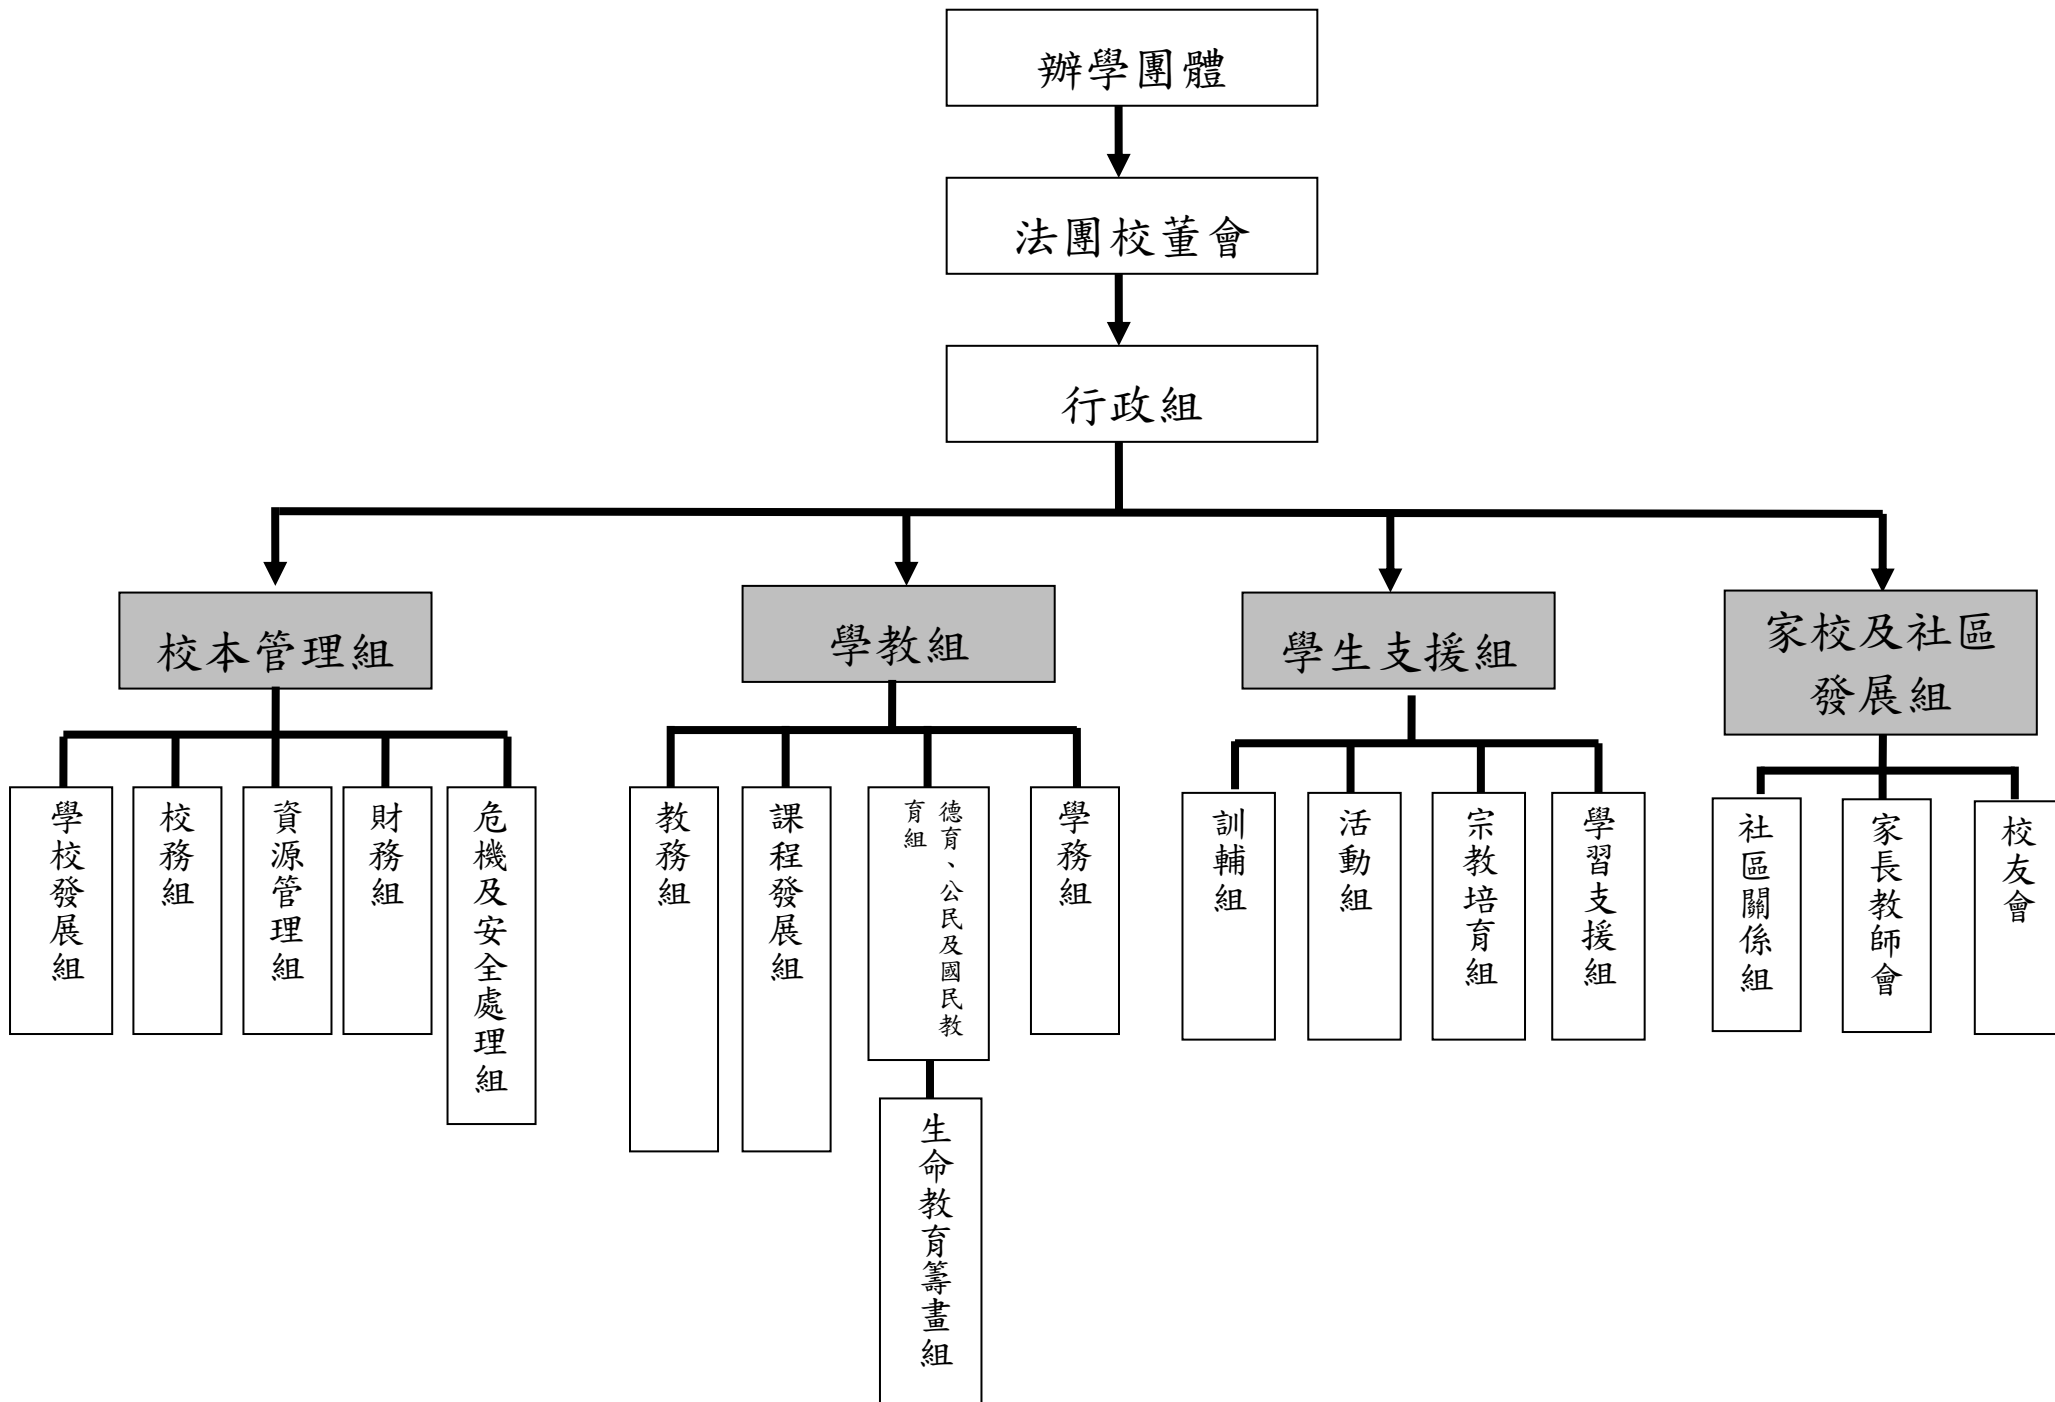 辦學團體
法團校董會
行政組
校本管理組
學教組
學生支援組
家校及社區
發展組
學校發展組
校務組
資源管理組
財務組
危機及安全處理組
教務組
課程發展組
德育、公民及國民教
育組
學務組
訓輔組
活動組
宗教培育組
學習支援組
社區關係組
家長教師會
校友會
生命教育籌畫組